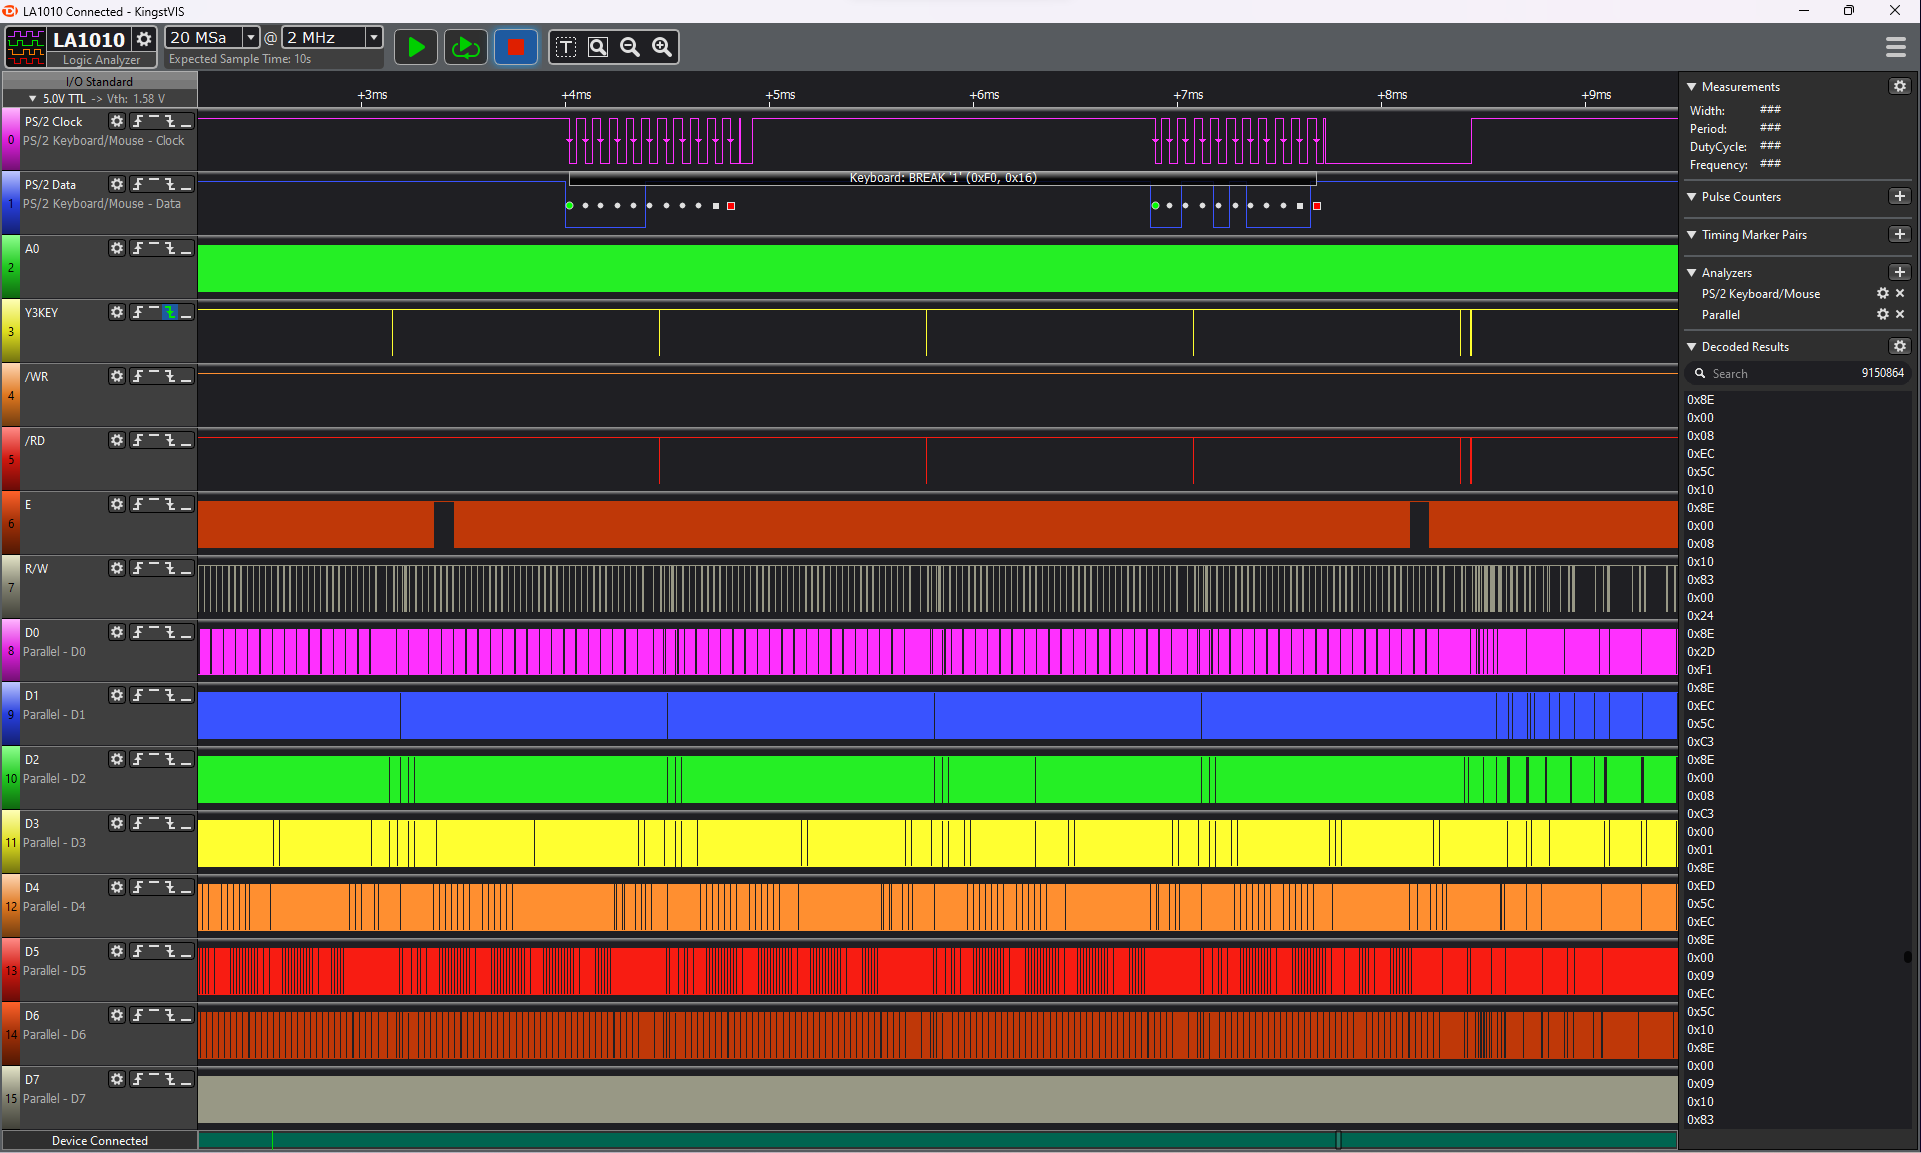 LA1010 Connected - KingstVIS
LA1010
Logic Analyzer
20 MSa @ 2 MHz
Expected Sample Time: 10s
T
I/O Standard
5.0V TTL -> Vth: 1.58 V
+3ms +4ms +5ms +6ms +7ms +8ms +9ms
0 PS/2 Clock
PS/2 Keyboard/Mouse - Clock
1 PS/2 Data
PS/2 Keyboard/Mouse - Data
Keyboard: BREAK '1' (0xF0, 0x16)
2 A0
3 Y3KEY
4 /WR
5 /RD
6 E
7 R/W
8 D0
Parallel - D0
9 D1
Parallel - D1
10 D2
Parallel - D2
11 D3
Parallel - D3
12 D4
Parallel - D4
13 D5
Parallel - D5
14 D6
Parallel - D6
15 D7
Parallel - D7
Device Connected
Measurements
Width: ###
Period: ###
DutyCycle: ###
Frequency: ###
Pulse Counters
Timing Marker Pairs
Analyzers
PS/2 Keyboard/Mouse
Parallel
Decoded Results
Search 9150864
0x8E
0x00
0x08
0xEC
0x5C
0x10
0x8E
0x00
0x08
0x10
0x83
0x00
0x24
0x8E
0x2D
0xF1
0x8E
0xEC
0x5C
0xC3
0x8E
0x00
0x08
0xC3
0x00
0x01
0x8E
0xED
0x5C
0xEC
0x8E
0x00
0x09
0xEC
0x5C
0x10
0x8E
0x00
0x09
0x10
0x83